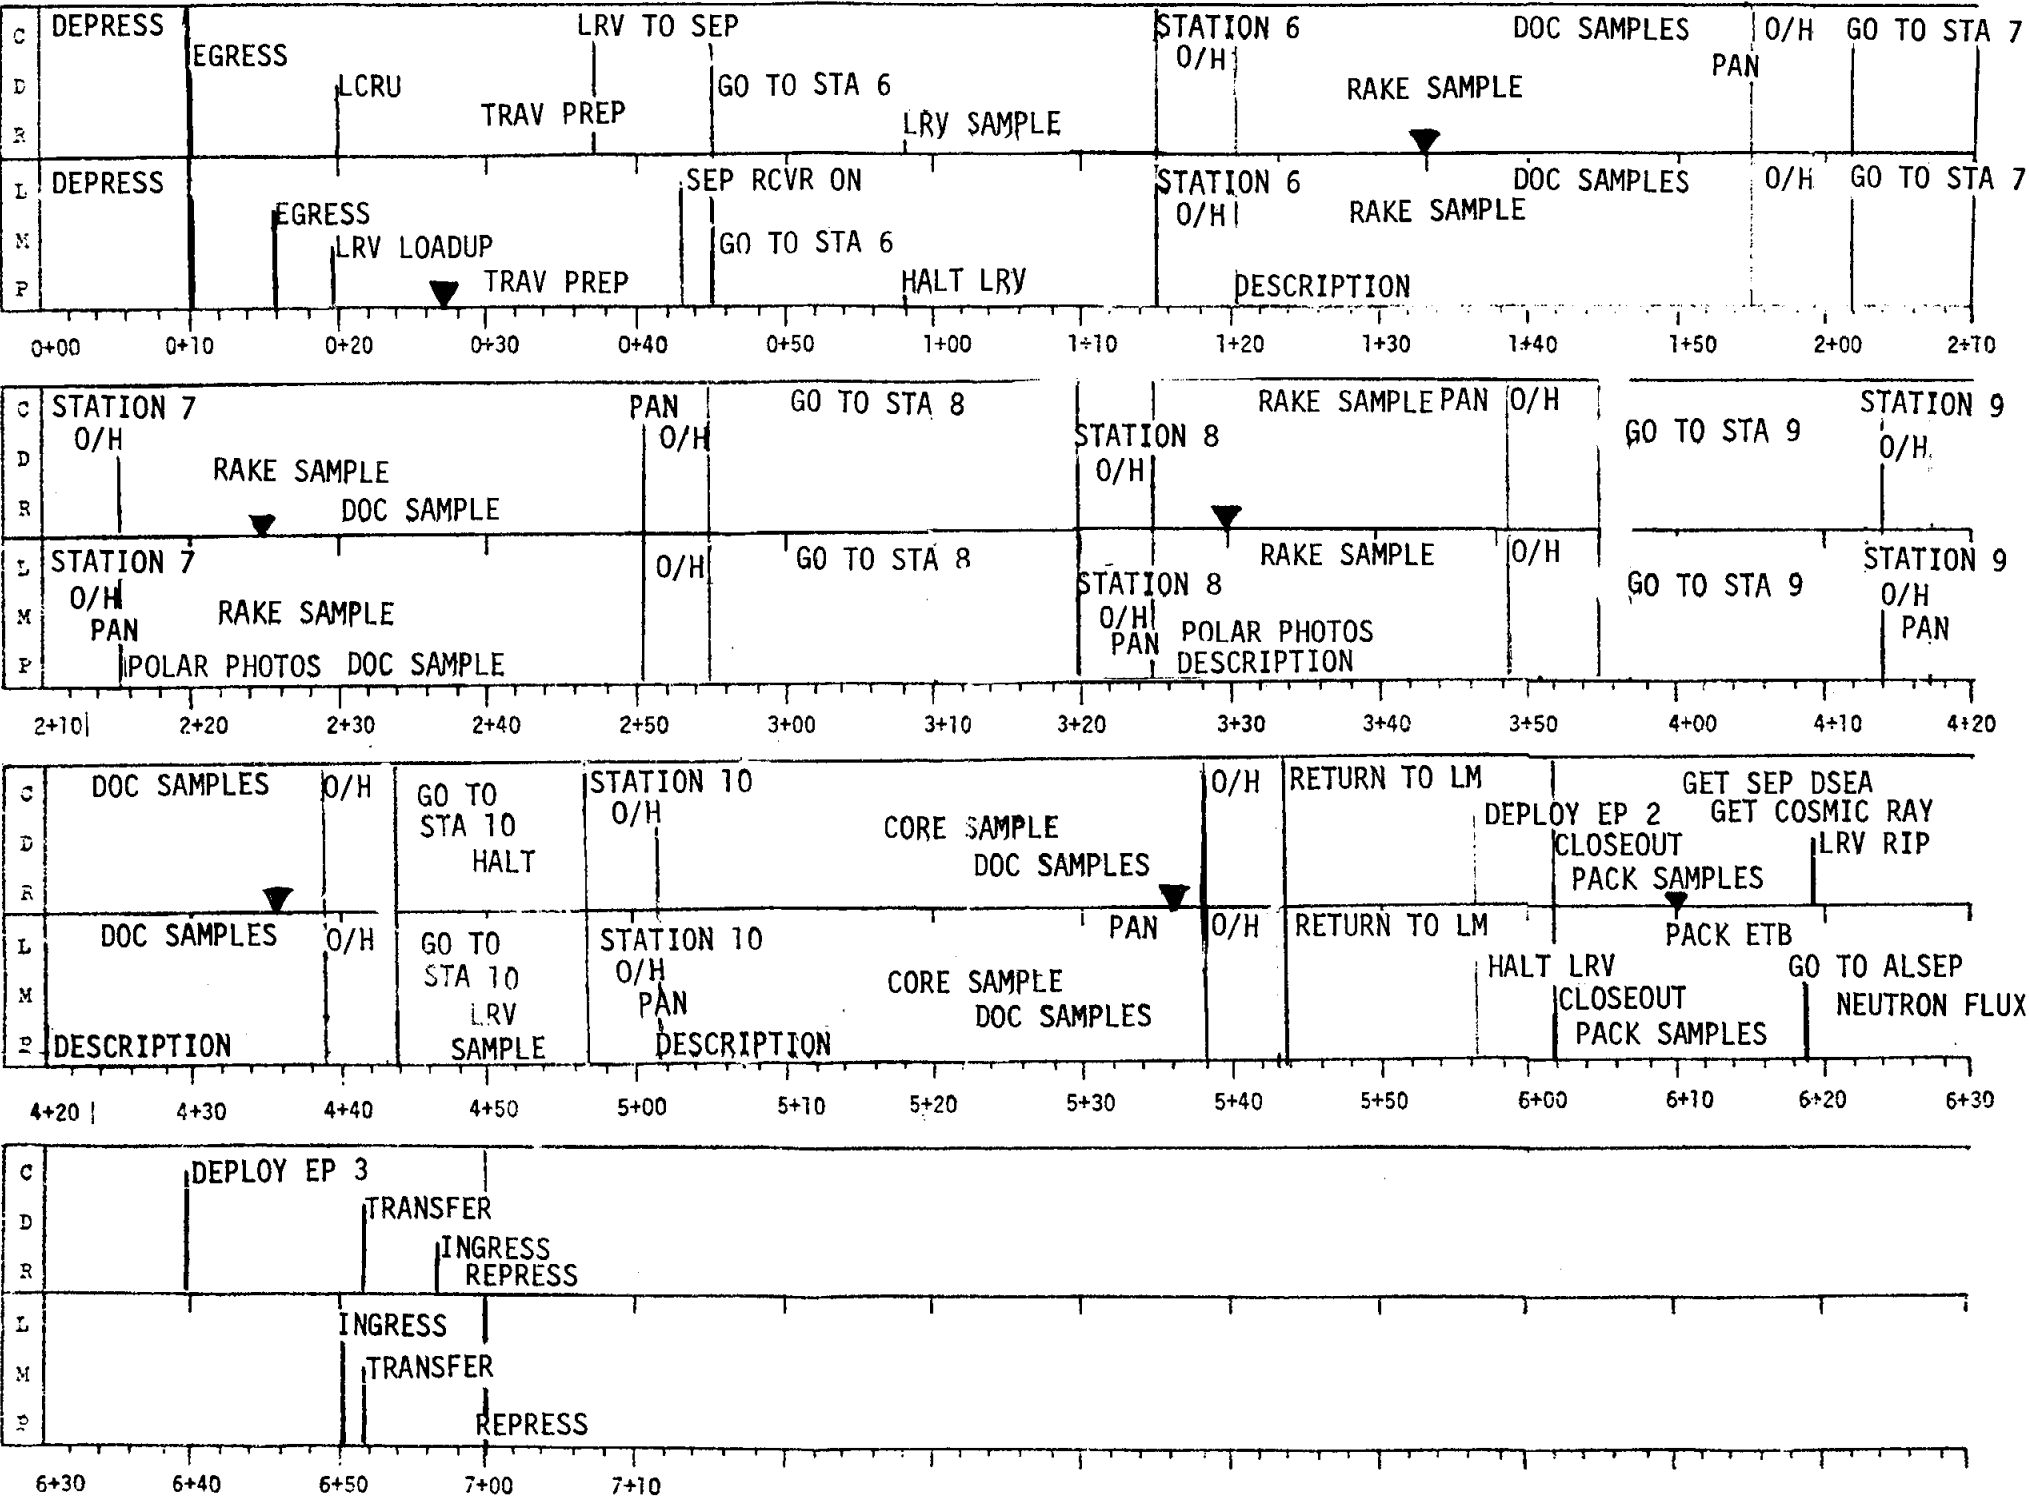 C DEPRESS LRV TO SEP STATION 6 DOC SAMPLES O/H GO TO STA 7
EGRESS O/H PAN
D LCRU GO TO STA 6 RAKE SAMPLE
TRAV PREP LRV SAMPLE
R
L DEPRESS SEP RCVR ON STATION 6 DOC SAMPLES O/H GO TO STA 7
EGRESS O/H RAKE SAMPLE
M LRV LOADUP GO TO STA 6
P TRAV PREP HALT LRV DESCRIPTION
0+00 0+10 0+20 0+30 0+40 0+50 1+00 1+10 1+20 1+30 1+40 1+50 2+00 2+10
C STATION 7 PAN GO TO STA 8 RAKE SAMPLE PAN O/H STATION 9
O/H O/H STATION 8 GO TO STA 9 O/H
D RAKE SAMPLE O/H
R DOC SAMPLE
L STATION 7 O/H GO TO STA 8 RAKE SAMPLE O/H STATION 9
O/H STATION 8 GO TO STA 9 O/H
M RAKE SAMPLE O/H
PAN PAN POLAR PHOTOS PAN
P POLAR PHOTOS DOC SAMPLE DESCRIPTION
2+10 2+20 2+30 2+40 2+50 3+00 3+10 3+20 3+30 3+40 3+50 4+00 4+10 4+20
C DOC SAMPLES O/H GO TO STATION 10 O/H RETURN TO LM GET SEP DSEA
STA 10 O/H DEPLOY EP 2 GET COSMIC RAY
D HALT CORE SAMPLE CLOSEOUT LRV RIP
R DOC SAMPLES PACK SAMPLES
L DOC SAMPLES O/H GO TO STATION 10 PAN O/H RETURN TO LM PACK ETB
STA 10 O/H CORE SAMPLE HALT LRV GO TO ALSEP
M LRV PAN DOC SAMPLES CLOSEOUT NEUTRON FLUX
P DESCRIPTION SAMPLE DESCRIPTION PACK SAMPLES
4+20 4+30 4+40 4+50 5+00 5+10 5+20 5+30 5+40 5+50 6+00 6+10 6+20 6+30
C DEPLOY EP 3
D TRANSFER
INGRESS
R REPRESS
L INGRESS
M TRANSFER
P REPRESS
6+30 6+40 6+50 7+00 7+10